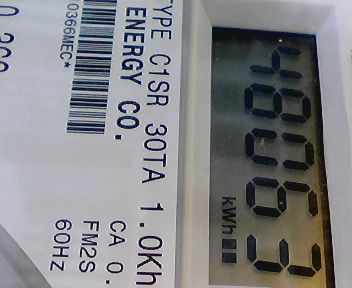 48063
kWh
TYPE C1SR 30TA 1.0Kh
ENERGY CO.
CA 0.
FM2S
60HZ
0366MEC*